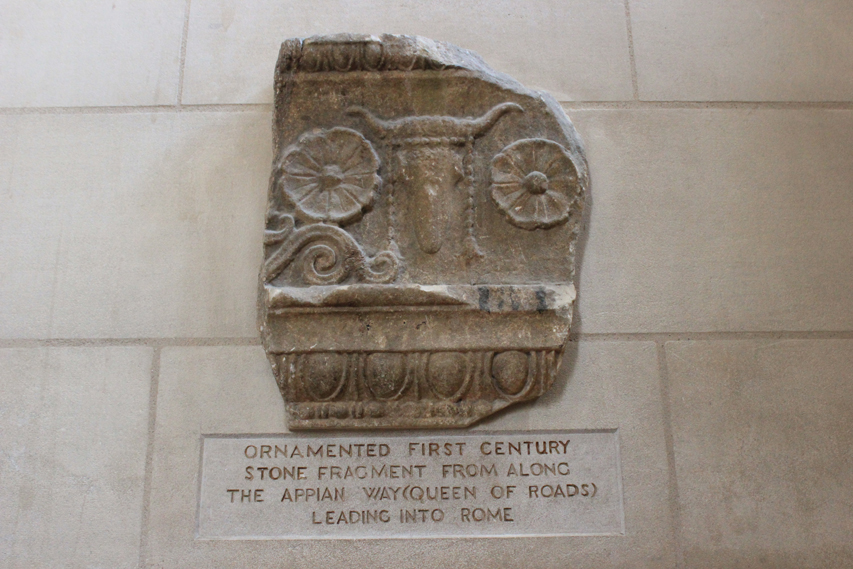 ORNAMENTED FIRST CENTURY
STONE FRAGMENT FROM ALONG
THE APPIAN WAY(QUEEN OF ROADS)
LEADING INTO ROME